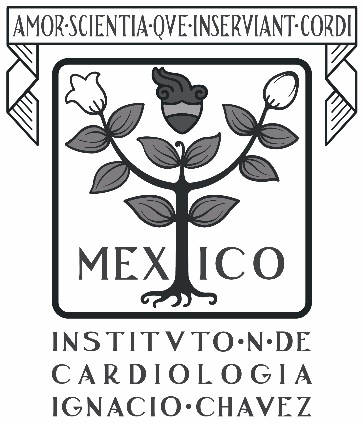 AMOR·SCIENTIA·QVE·INSERVIANT·CORDI
MEXICO
INSTITVTO·N·DE
CARDIOLOGIA
IGNACIO·CHAVEZ